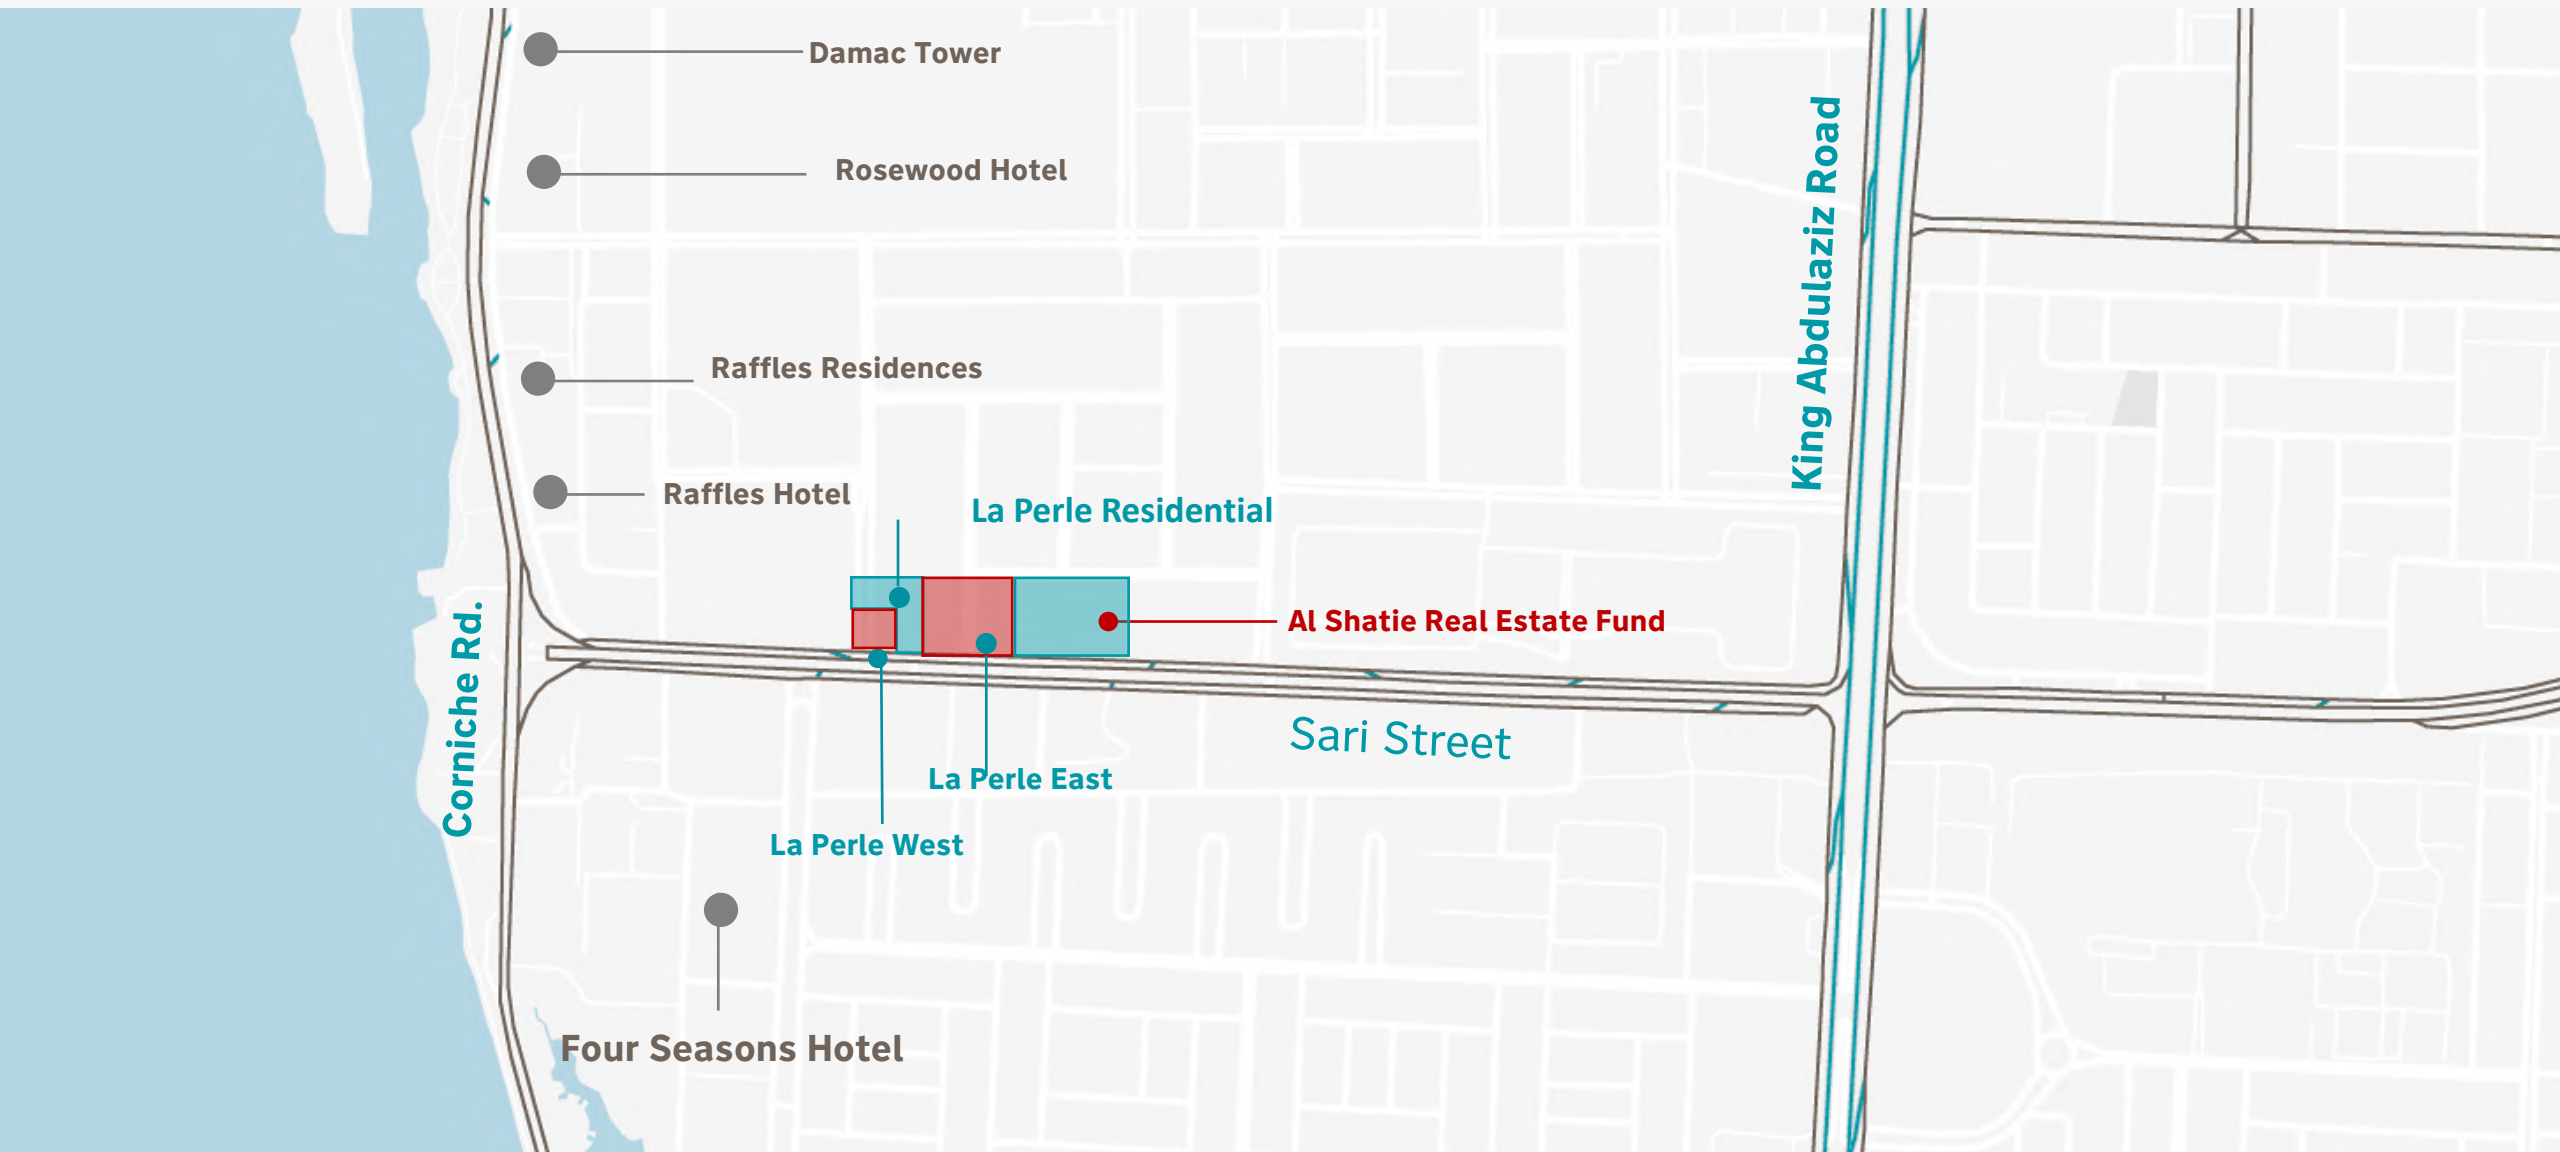 Damac Tower
Rosewood Hotel
King Abdulaziz Road
Raffles Residences
Raffles Hotel
La Perle Residential
Al Shatie Real Estate Fund
Corniche Rd.
Sari Street
La Perle East
La Perle West
Four Seasons Hotel